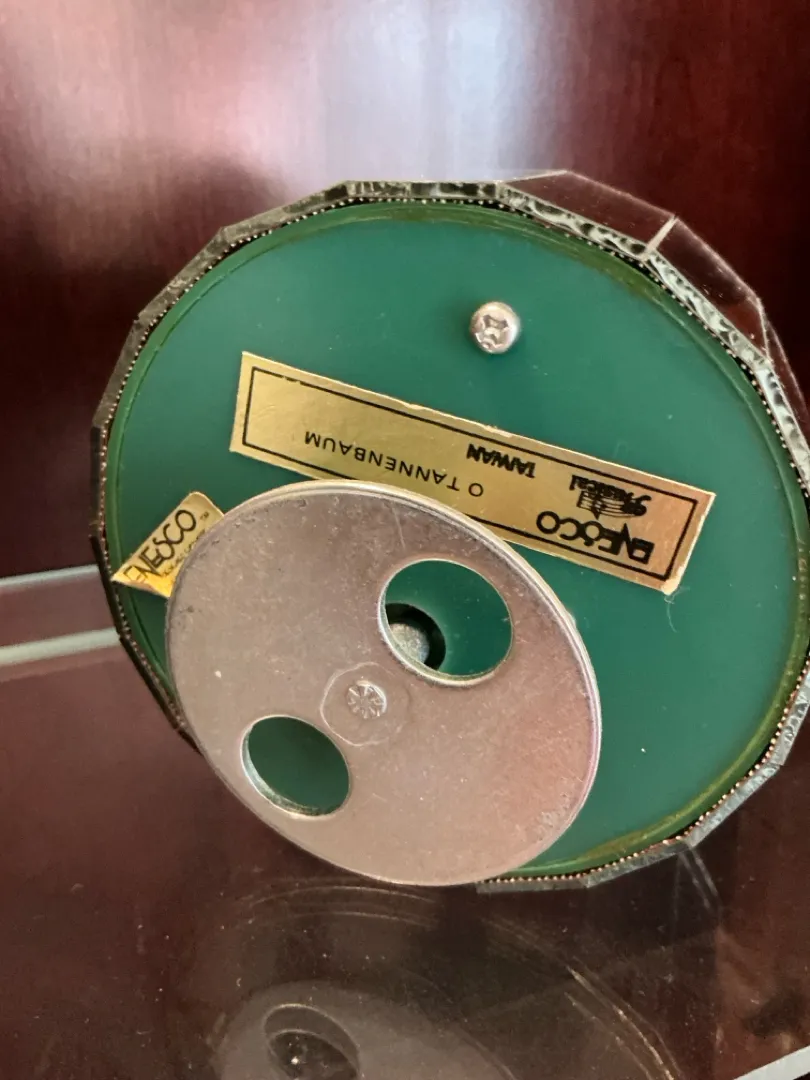 ENESCO
Musical
TAIWAN
O TANNENBAUM
ENESCO